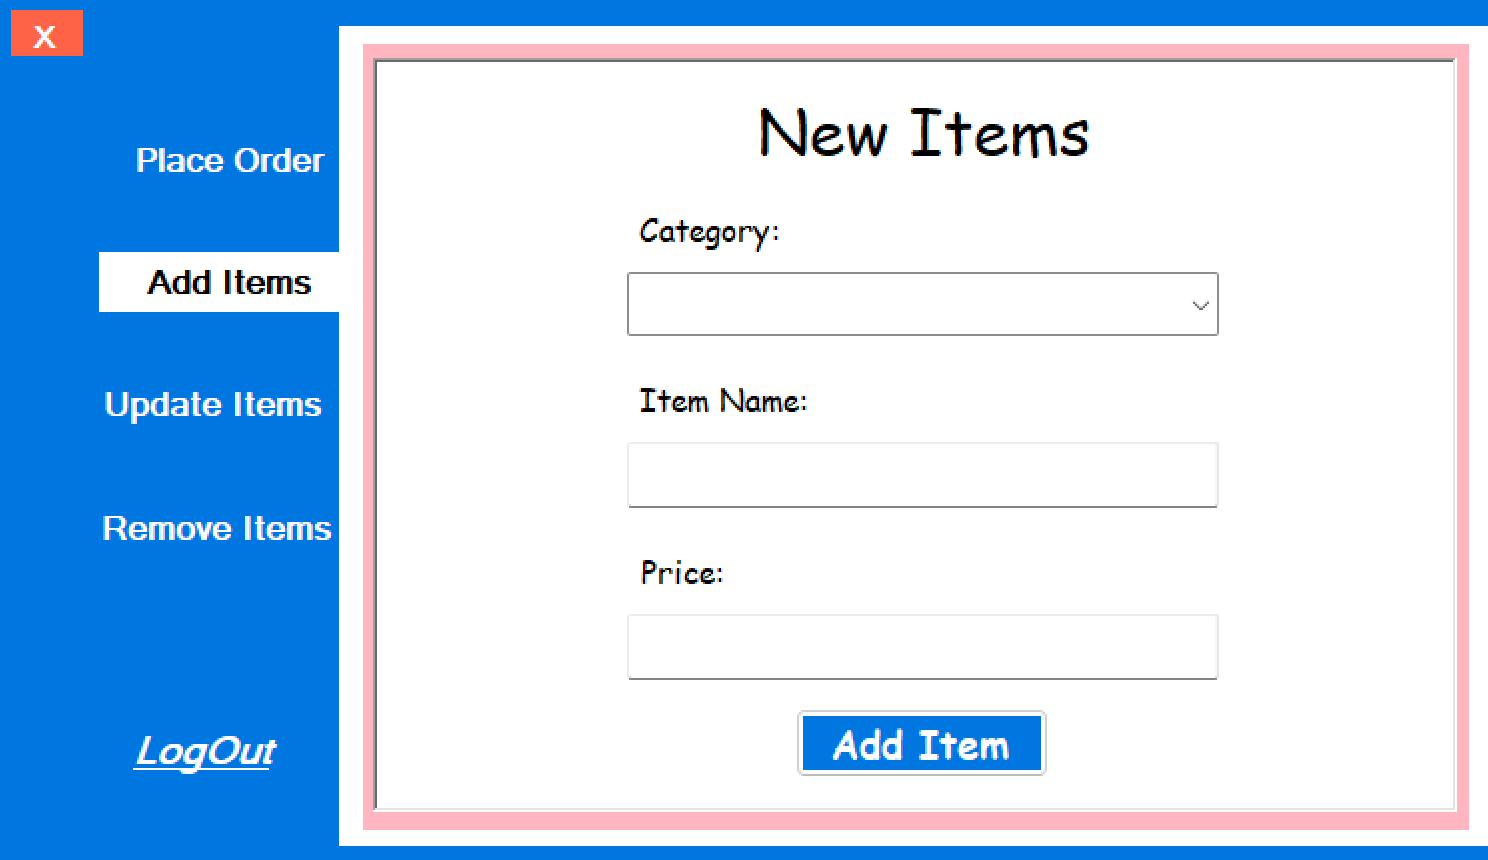 X
Place Order
Add Items
Update Items
Remove Items
LogOut
New Items
Category:
Item Name:
Price:
Add Item